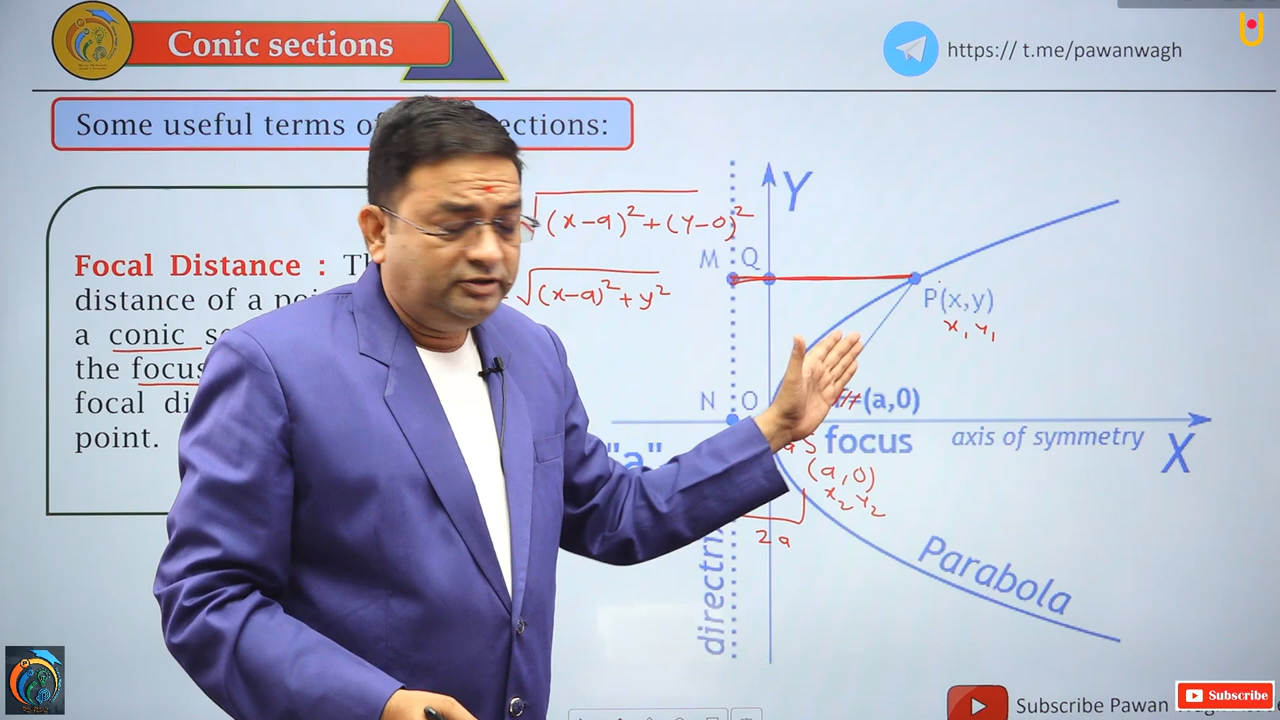 Conic sections
https:// t.me/pawanwagh
Some useful terms of ections:
Focal Distance : Th
distance of a poi
a conic s
the focus
focal di
point.
√(x-a)²+(y-0)²
√(x-a)²+y²
Y
M Q
P(x,y)
x₁ y₁
N O
(a,0)
"a"
S focus
axis of symmetry X
(a,0)
x₂ y₂
2a
directri
Parabola
Subscribe Pawan
Subscribe